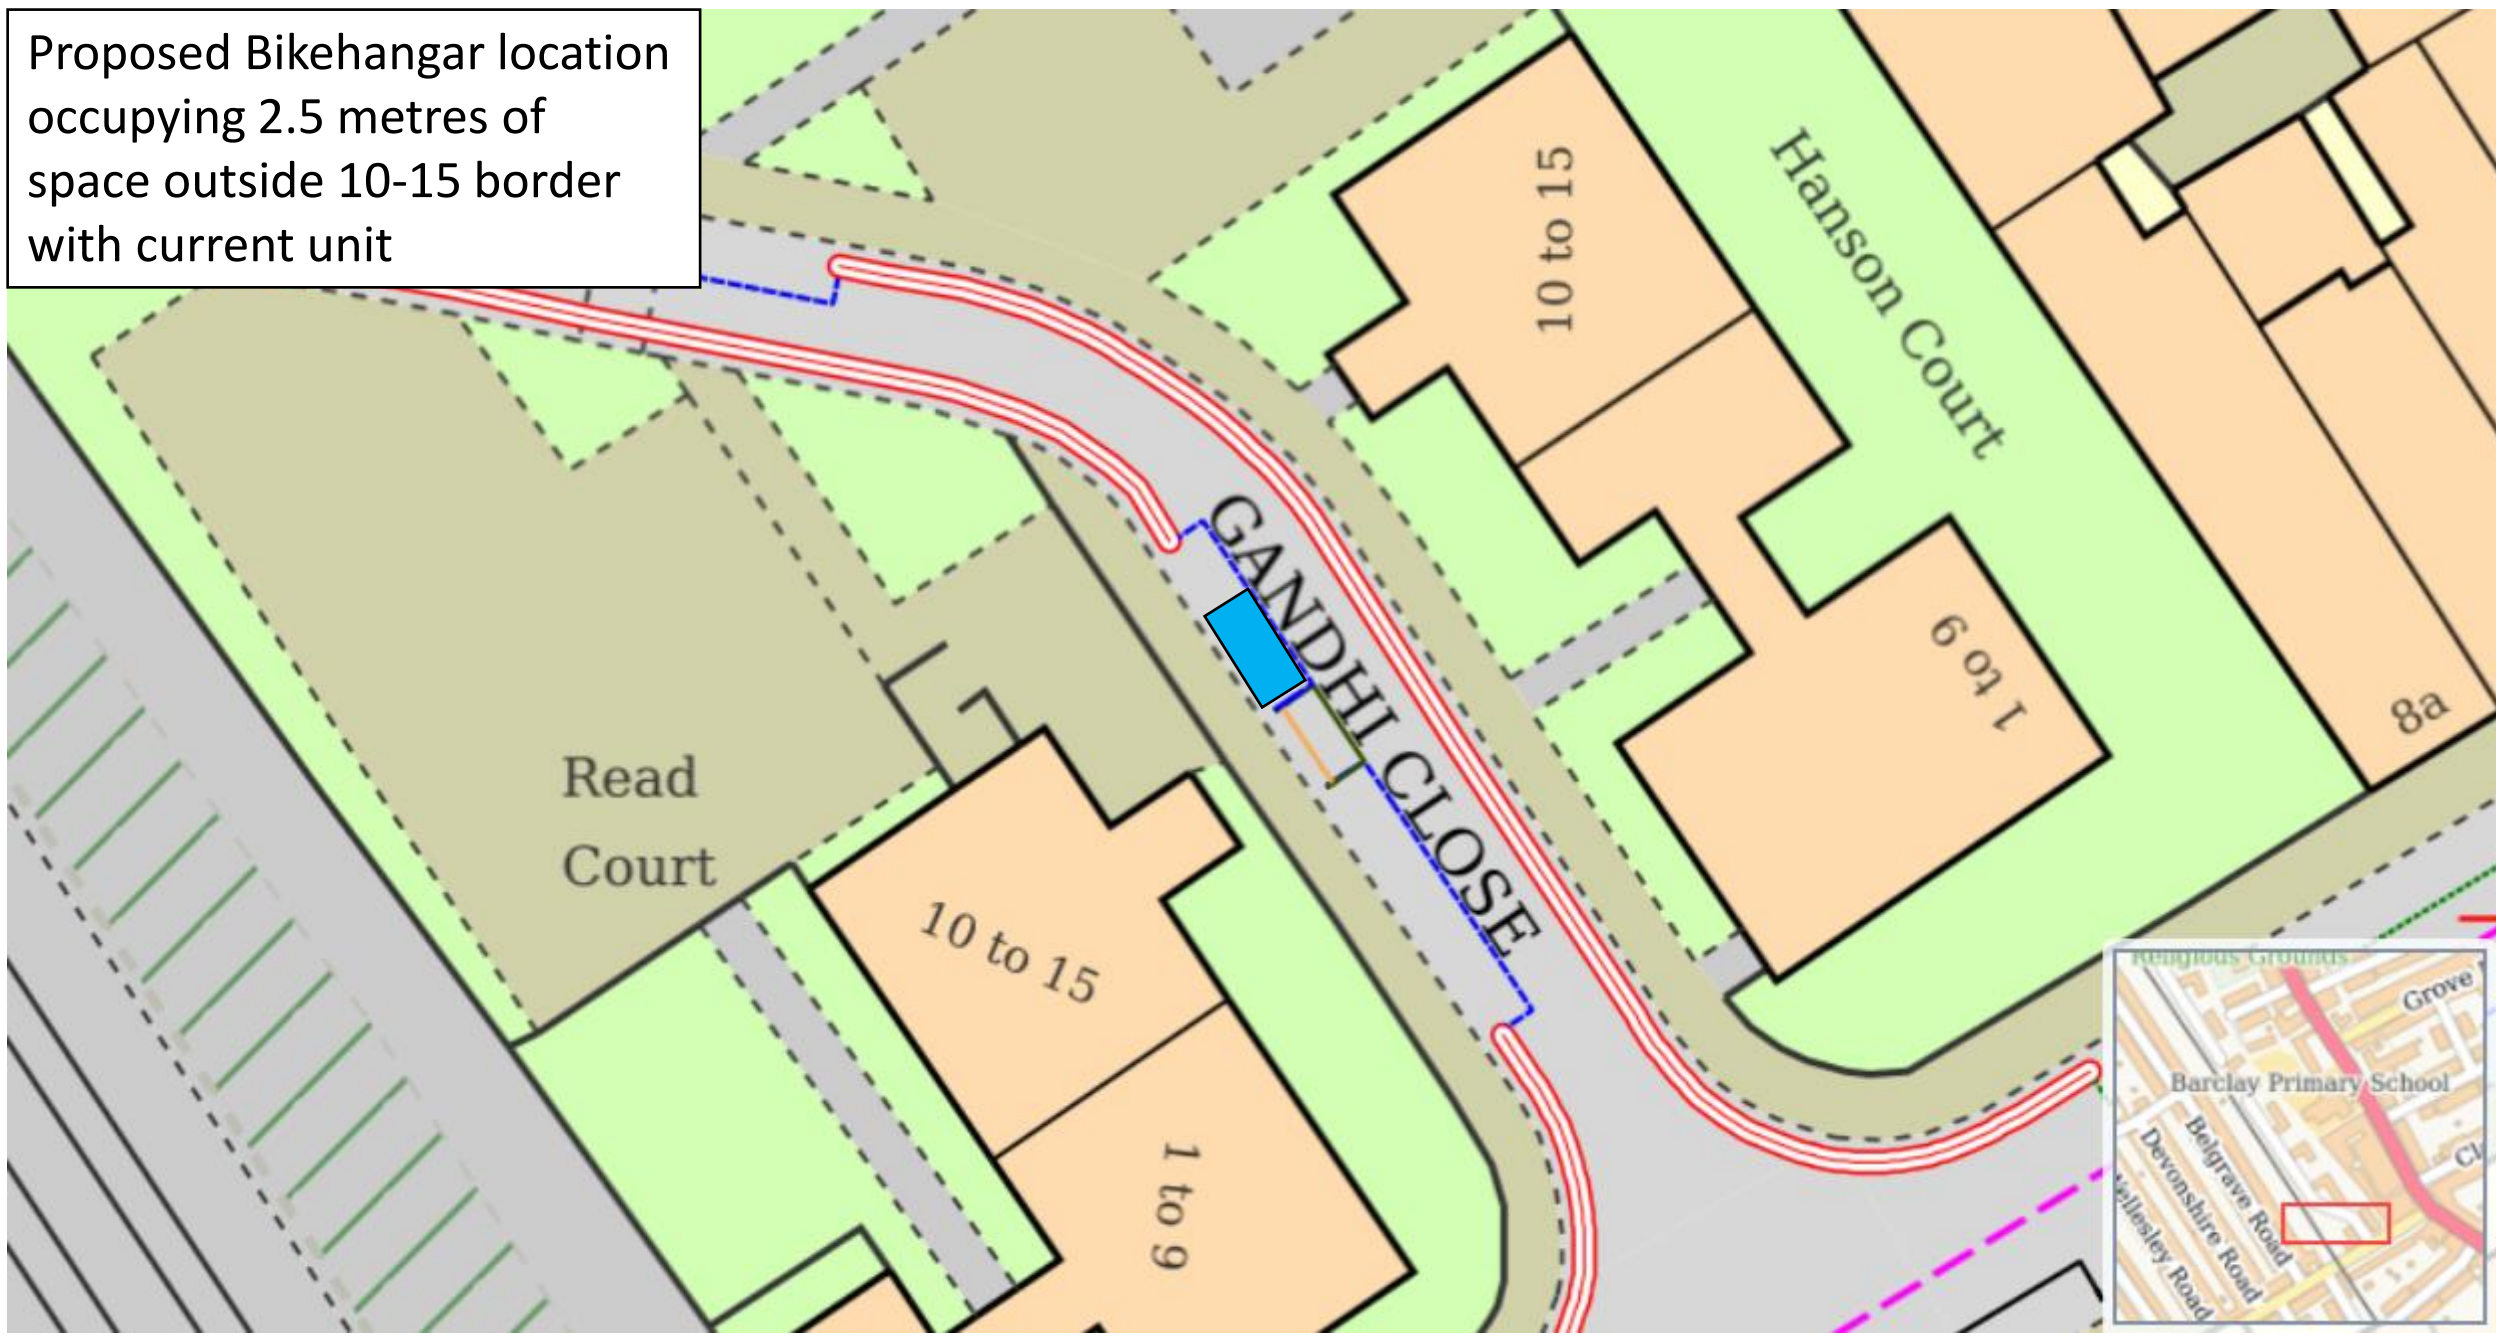 Proposed Bikehangar location
occupying 2.5 metres of
space outside 10-15 border
with current unit
10 to 15
Hanson Court
GANDHI CLOSE
1 to 9
8a
Read
Court
10 to 15
1 to 9
Religious Grounds
Grove
Barclay Primary School
Belgrave Road
Devonshire Road